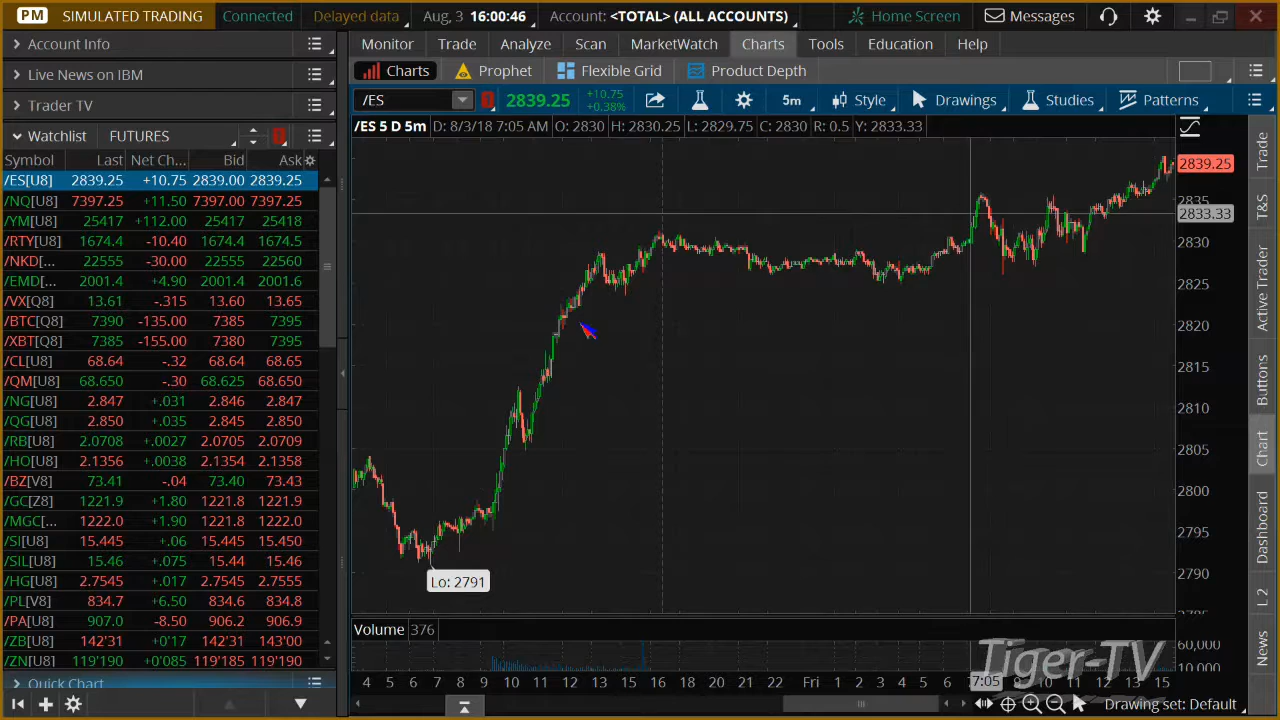 PM SIMULATED TRADING Connected Delayed data Aug, 3 16:00:46 Account: <TOTAL> (ALL ACCOUNTS) Home Screen Messages
Account Info
Live News on IBM
Trader TV
Watchlist FUTURES
Symbol Last Net Ch... Bid Ask
/ES[U8] 2839.25 +10.75 2839.00 2839.25
/NQ[U8] 7397.25 +11.50 7397.00 7397.25
/YM[U8] 25417 +112.00 25417 25418
/RTY[U8] 1674.4 -10.40 1674.4 1674.5
/NKD[... 22555 -30.00 22555 22560
/EMD[... 2001.4 +4.90 2001.4 2001.6
/VX[Q8] 13.61 -.315 13.60 13.65
/BTC[Q8] 7390 -135.00 7385 7395
/XBT[Q8] 7385 -155.00 7380 7385
/CL[U8] 68.64 -.32 68.64 68.65
/QM[U8] 68.650 -.30 68.625 68.650
/NG[U8] 2.847 +.031 2.846 2.847
/QG[U8] 2.850 +.035 2.845 2.850
/RB[U8] 2.0708 +.0027 2.0705 2.0709
/HO[U8] 2.1356 +.0038 2.1354 2.1358
/BZ[V8] 73.41 -.04 73.40 73.43
/GC[Z8] 1221.9 +1.80 1221.8 1221.9
/MGC[... 1222.0 +1.90 1221.8 1222.0
/SI[U8] 15.445 +.06 15.445 15.450
/SIL[U8] 15.46 +.075 15.44 15.46
/HG[U8] 2.7545 +.017 2.7545 2.7555
/PL[V8] 834.7 +6.50 834.6 834.8
/PA[U8] 907.0 -8.50 906.2 906.9
/ZB[U8] 142'31 +0'17 142'31 143'00
/ZN[U8] 119'190 +0'085 119'185 119'190
Quick Chart
Monitor Trade Analyze Scan MarketWatch Charts Tools Education Help
Charts Prophet Flexible Grid Product Depth
/ES 2839.25 +10.75 +0.38% 5m Style Drawings Studies Patterns
/ES 5 D 5m D: 8/3/18 7:05 AM O: 2830 H: 2830.25 L: 2829.75 C: 2830 R: 0.5 Y: 2833.33
2839.25
2835
2833.33
2830
2825
2820
2815
2810
2805
2800
2795
2790
Lo: 2791
Volume 376
60,000
10,000
Tiger-TV
4 5 6 7 8 9 10 11 12 13 15 16 18 19 20 21 22 Fri 1 2 3 4 5 6 7:05 8 9 10 11 12 13 15
Drawing set: Default
Trade
T&S
Active Trader
Buttons
Chart
Dashboard
L 2
News